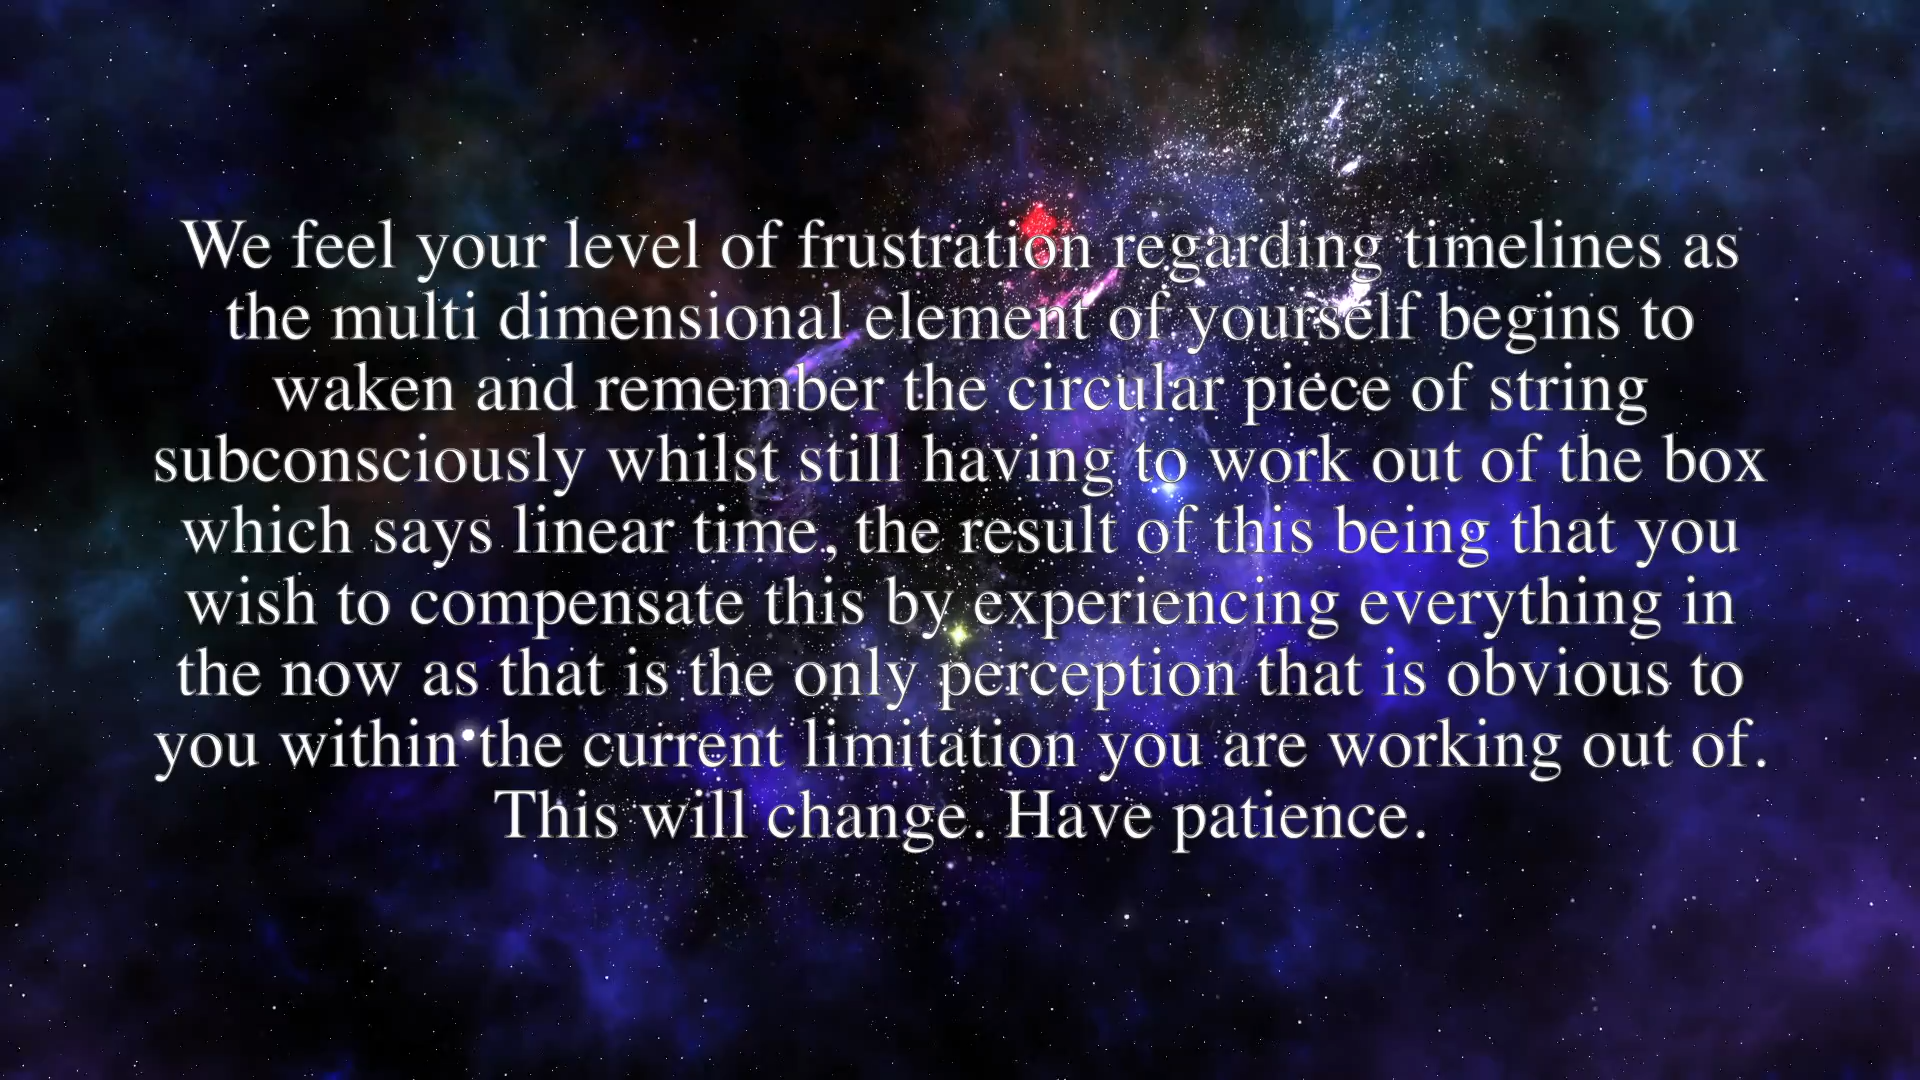 We feel your level of frustration regarding timelines as
the multi dimensional element of yourself begins to
waken and remember the circular piece of string
subconsciously whilst still having to work out of the box
which says linear time, the result of this being that you
wish to compensate this by experiencing everything in
the now as that is the only perception that is obvious to
you within the current limitation you are working out of.
This will change. Have patience.